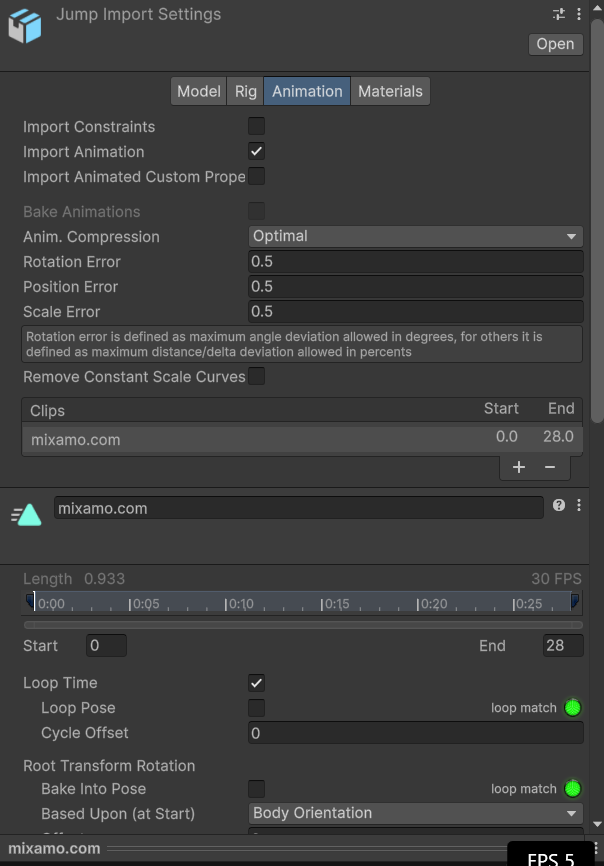 Jump Import Settings
Open
Model Rig Animation Materials
Import Constraints
Import Animation
Import Animated Custom Prope
Bake Animations
Anim. Compression Optimal
Rotation Error 0.5
Position Error 0.5
Scale Error 0.5
Rotation error is defined as maximum angle deviation allowed in degrees, for others it is
defined as maximum distance/delta deviation allowed in percents
Remove Constant Scale Curves
Clips Start End
mixamo.com 0.0 28.0
+ −
mixamo.com
Length 0.933 30 FPS
0:00 0:05 0:10 0:15 0:20 0:25
Start 0 End 28
Loop Time
Loop Pose loop match
Cycle Offset 0
Root Transform Rotation
Bake Into Pose loop match
Based Upon (at Start) Body Orientation
mixamo.com
FPS 5